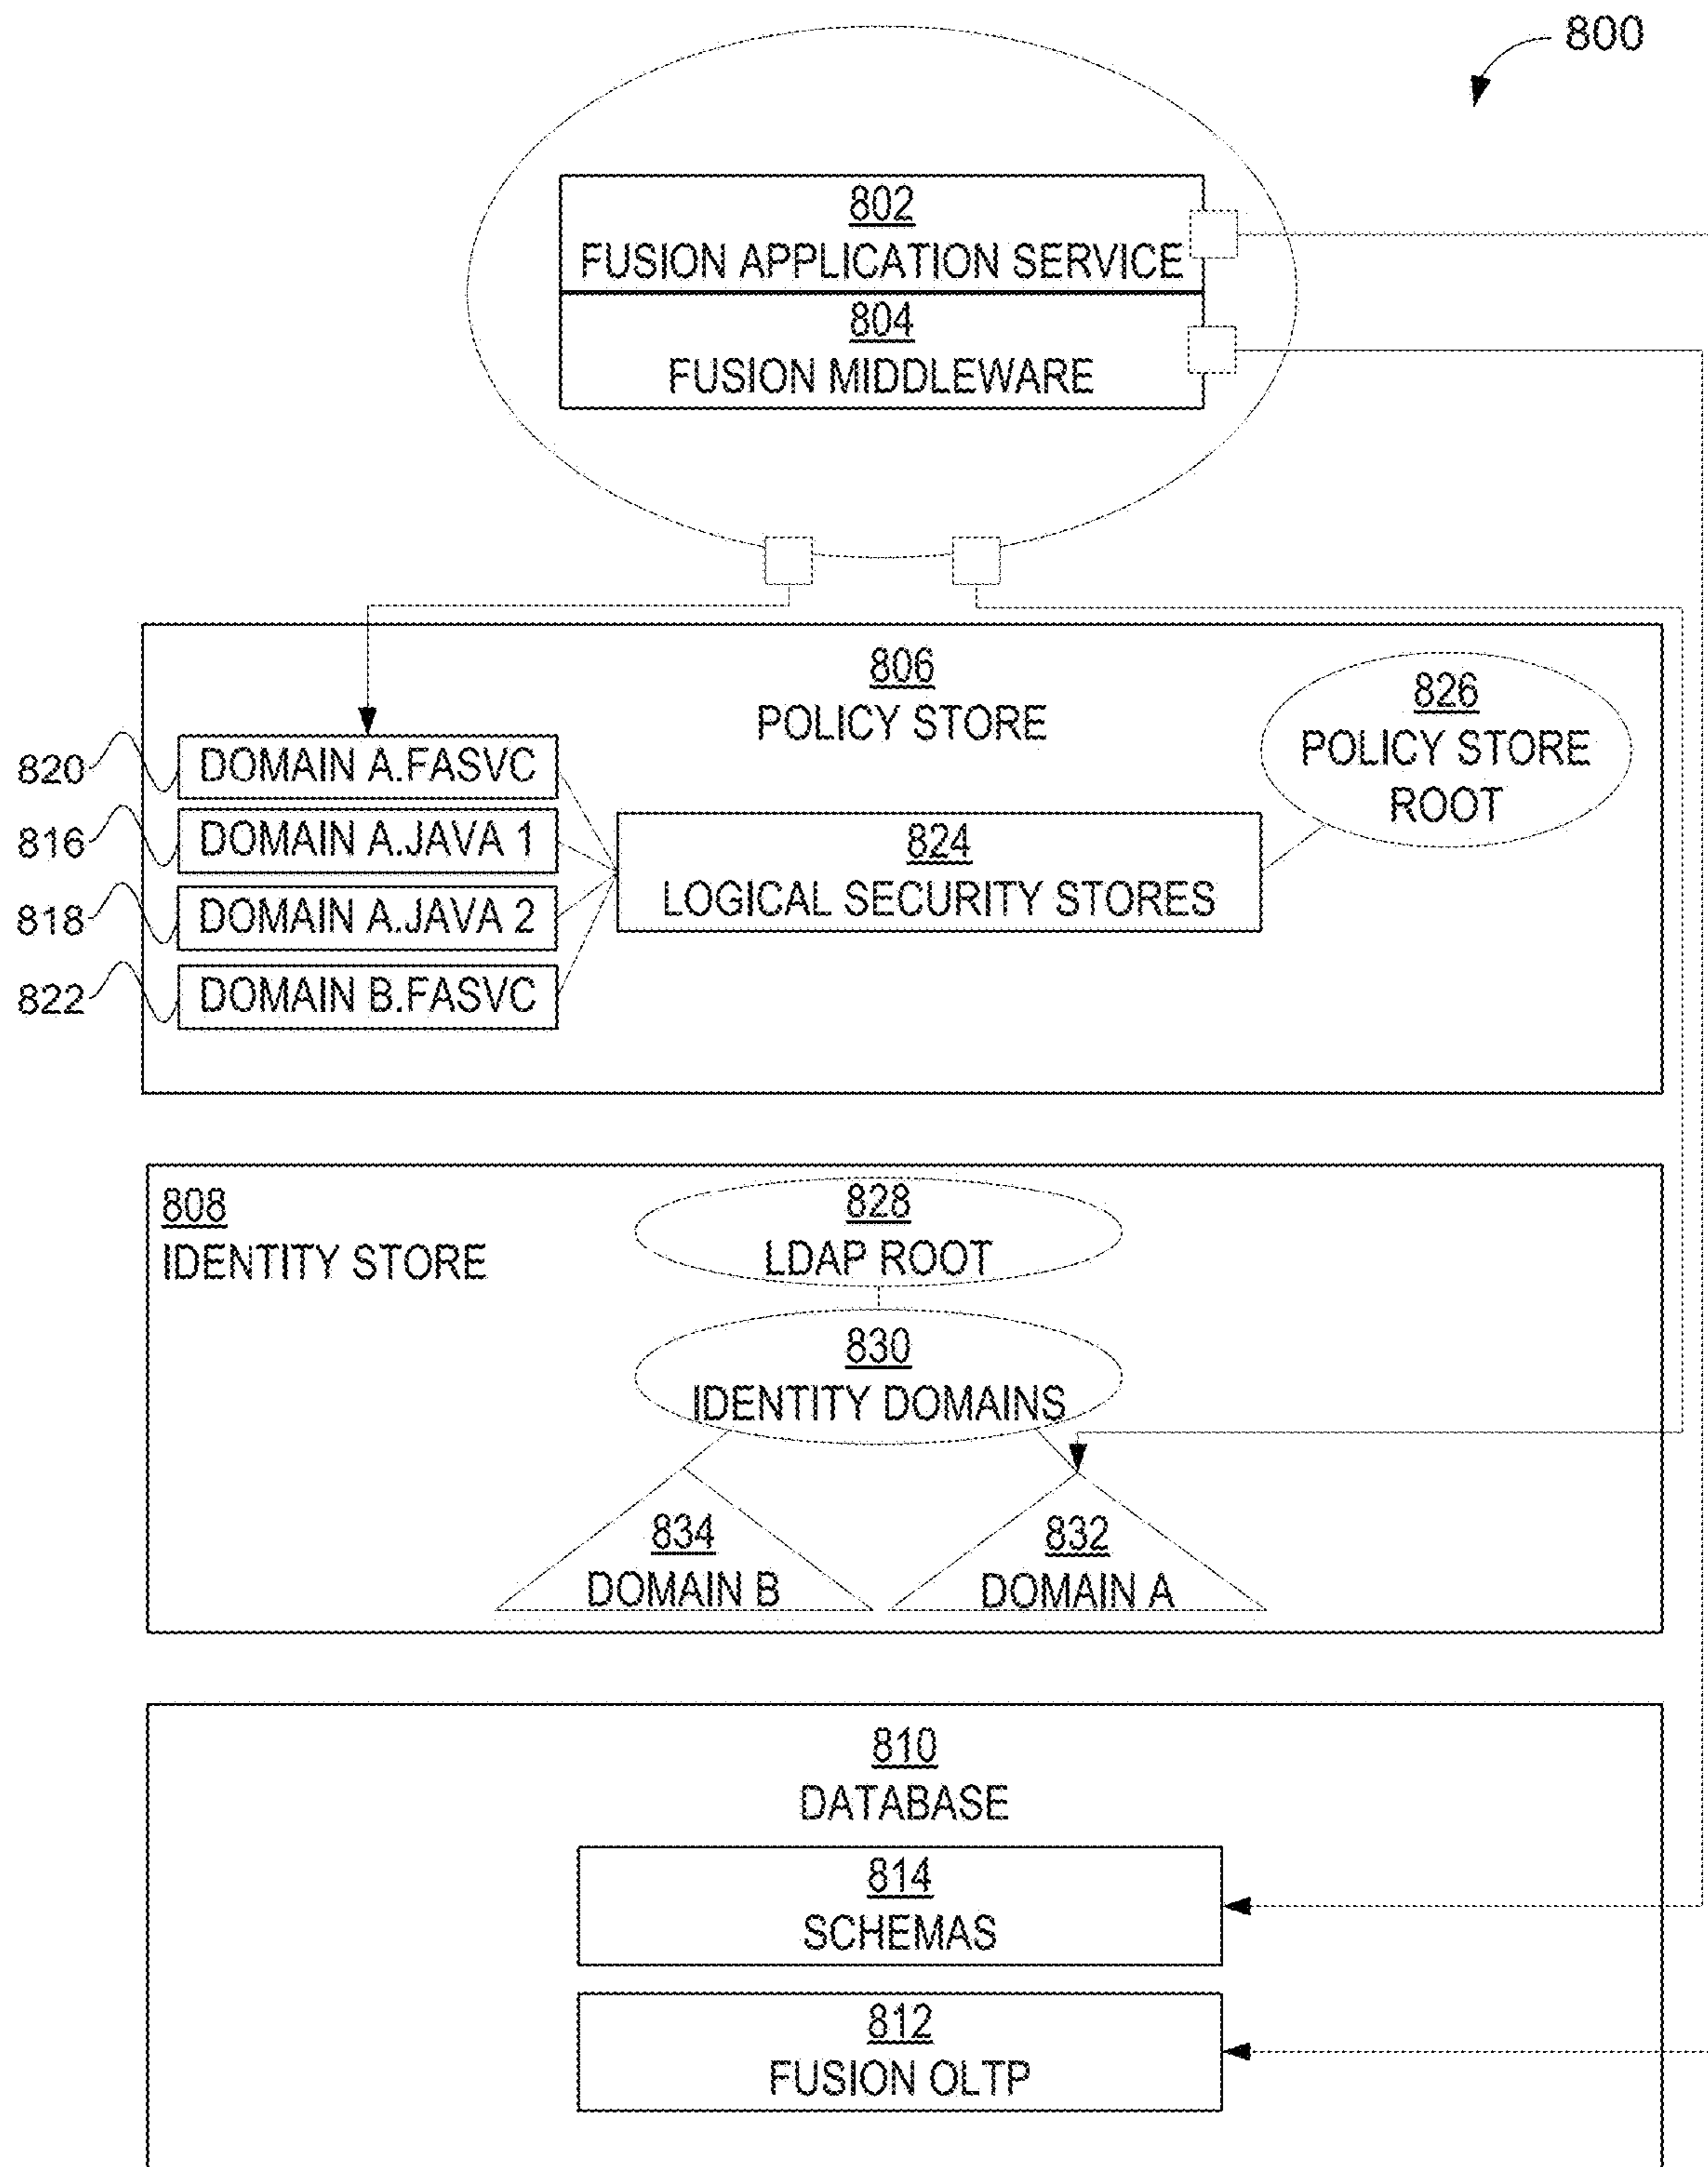 800
802
FUSION APPLICATION SERVICE
804
FUSION MIDDLEWARE
806
POLICY STORE
826
POLICY STORE
ROOT
820
DOMAIN A.FASVC
816
DOMAIN A.JAVA 1
818
DOMAIN A.JAVA 2
822
DOMAIN B.FASVC
824
LOGICAL SECURITY STORES
808
IDENTITY STORE
828
LDAP ROOT
830
IDENTITY DOMAINS
834
DOMAIN B
832
DOMAIN A
810
DATABASE
814
SCHEMAS
812
FUSION OLTP